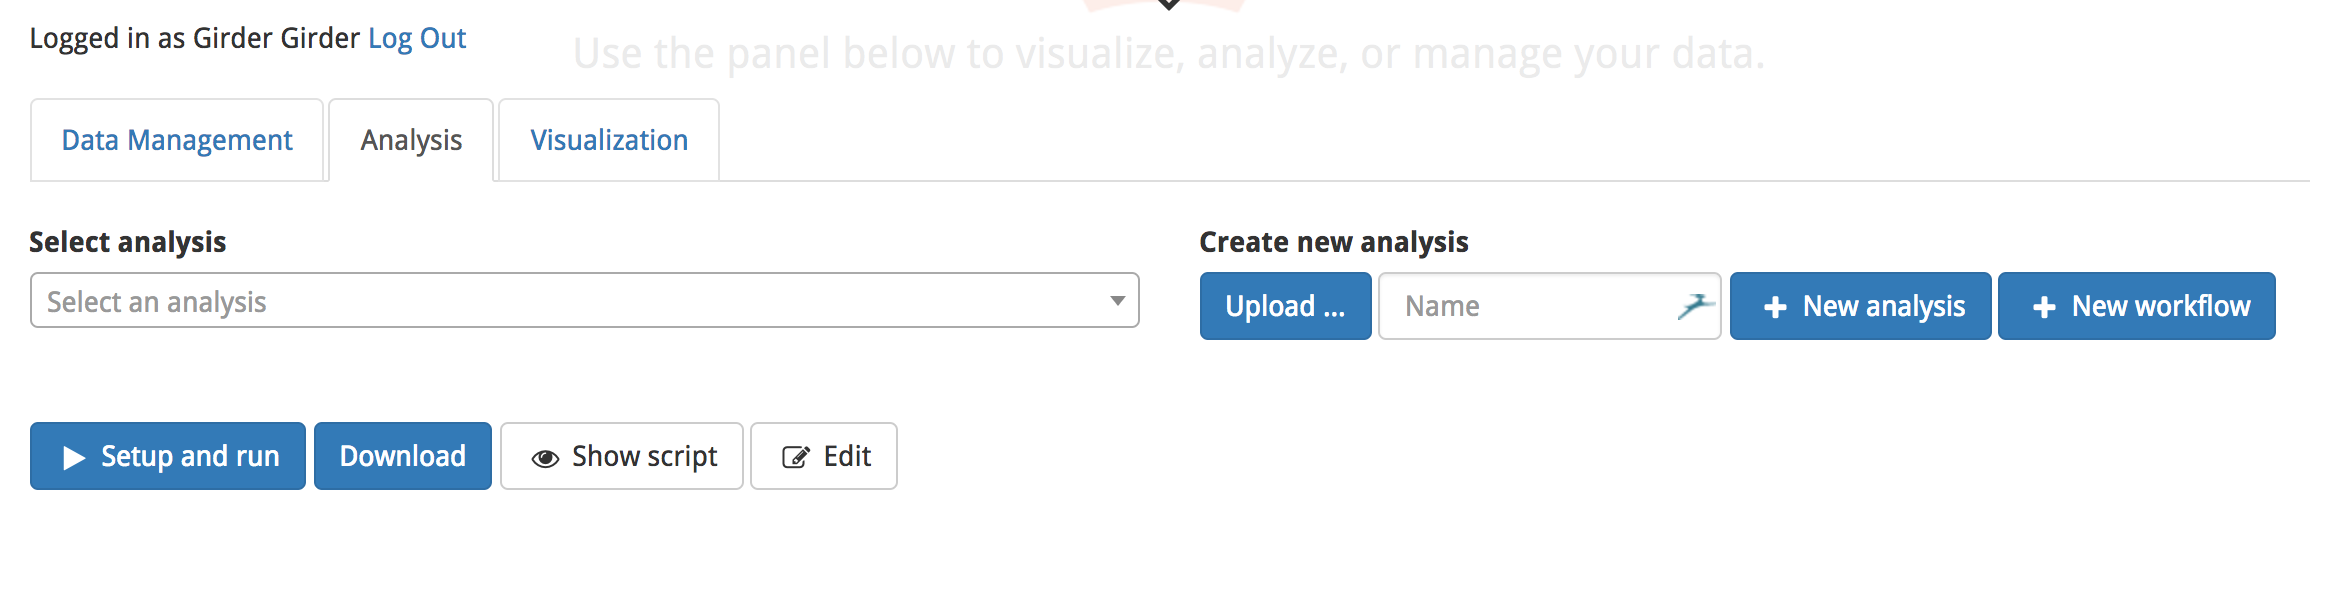 Logged in as Girder Girder Log Out
Use the panel below to visualize, analyze, or manage your data.
Data Management Analysis Visualization
Select analysis
Select an analysis
Create new analysis
Upload ... Name New analysis New workflow
Setup and run Download Show script Edit